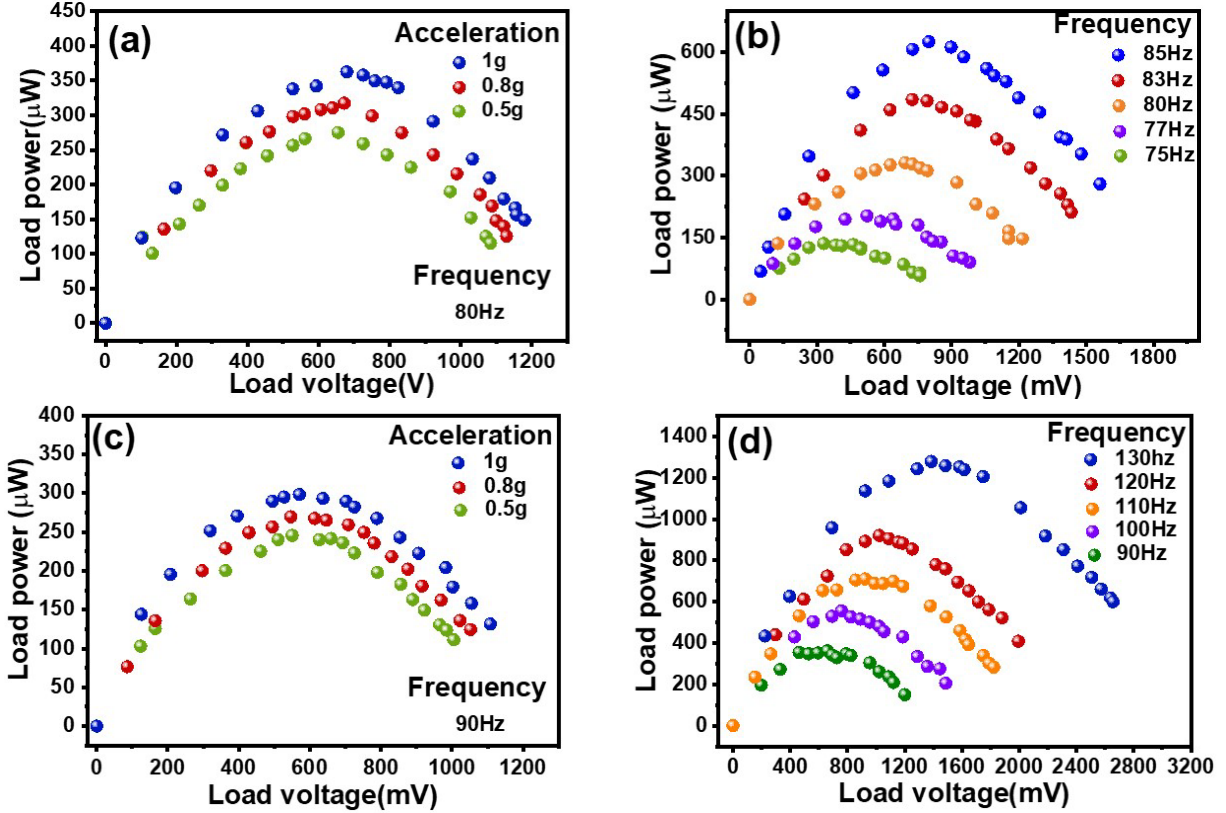 (a)
Acceleration
1g
0.8g
0.5g
Frequency
80Hz
Load power(μW)
450
400
350
300
250
200
150
100
50
0
0 200 400 600 800 1000 1200
Load voltage(V)
(b)
Frequency
85Hz
83Hz
80Hz
77Hz
75Hz
Load power (μW)
600
450
300
150
0
0 300 600 900 1200 1500 1800
Load voltage (mV)
(c)
Acceleration
1g
0.8g
0.5g
Frequency
90Hz
Load power (μW)
400
350
300
250
200
150
100
50
0
0 200 400 600 800 1000 1200
Load voltage(mV)
(d)
Frequency
130hz
120Hz
110Hz
100Hz
90Hz
Load power (μW)
1400
1200
1000
800
600
400
200
0
0 400 800 1200 1600 2000 2400 2800 3200
Load voltage(mV)